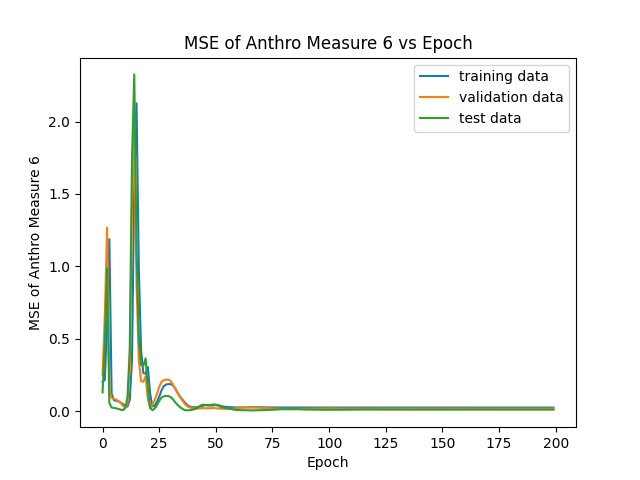 MSE of Anthro Measure 6 vs Epoch
training data
validation data
test data
MSE of Anthro Measure 6
2.0
1.5
1.0
0.5
0.0
0 25 50 75 100 125 150 175 200
Epoch